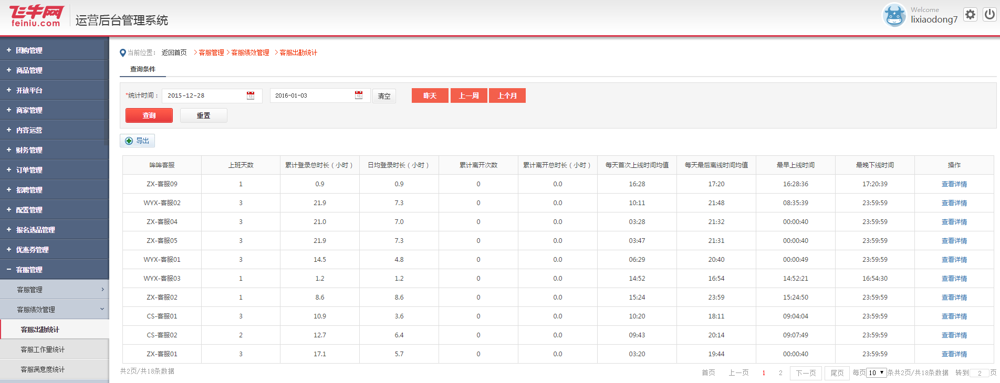 飞牛网
feiniu.com
运营后台管理系统
Welcome
lixiaodong7
+ 团购管理
+ 商品管理
+ 开放平台
+ 商家管理
+ 内容运营
+ 财务管理
+ 订单管理
+ 招聘管理
+ 配置管理
+ 报名选品管理
+ 优惠券管理
− 客服管理
客服管理
客服绩效管理
客服出勤统计
客服工作量统计
客服满意度统计
当前位置: 返回首页 >客服管理 >客服绩效管理 >客服出勤统计
查询条件
*统计时间: 2015-12-28 2016-01-03 清空 昨天 上一周 上个月
查询 重置
导出
哞哞客服 上班天数 累计登录总时长(小时) 日均登录时长(小时) 累计离开次数 累计离开总时长(小时) 每天首次上线时间均值 每天最后离线时间均值 最早上线时间 最晚下线时间 操作
ZX-客服09 1 0.9 0.9 0 0.0 16:28 17:20 16:28:36 17:20:39 查看详情
WYX-客服02 3 21.9 7.3 0 0.0 10:11 21:48 08:35:39 23:59:59 查看详情
ZX-客服04 3 21.0 7.0 0 0.0 03:28 21:32 00:00:40 23:59:59 查看详情
ZX-客服05 3 21.9 7.3 0 0.0 03:47 21:31 00:00:40 23:59:59 查看详情
WYX-客服01 3 14.5 4.8 0 0.0 06:29 20:40 00:00:49 23:59:59 查看详情
WYX-客服03 1 1.2 1.2 0 0.0 14:52 16:54 14:52:21 16:54:30 查看详情
ZX-客服02 1 8.6 8.6 0 0.0 15:24 23:59 15:24:50 23:59:59 查看详情
CS-客服01 3 10.9 3.6 0 0.0 10:20 18:11 09:04:04 23:59:59 查看详情
CS-客服02 2 12.7 6.4 0 0.0 09:43 20:14 09:07:49 23:59:59 查看详情
ZX-客服01 3 17.1 5.7 0 0.0 03:20 19:44 00:00:40 23:59:59 查看详情
共2页/共18条数据
首页 上一页 1 2 下一页 尾页 每页10条共2页/共18条数据 转到2页